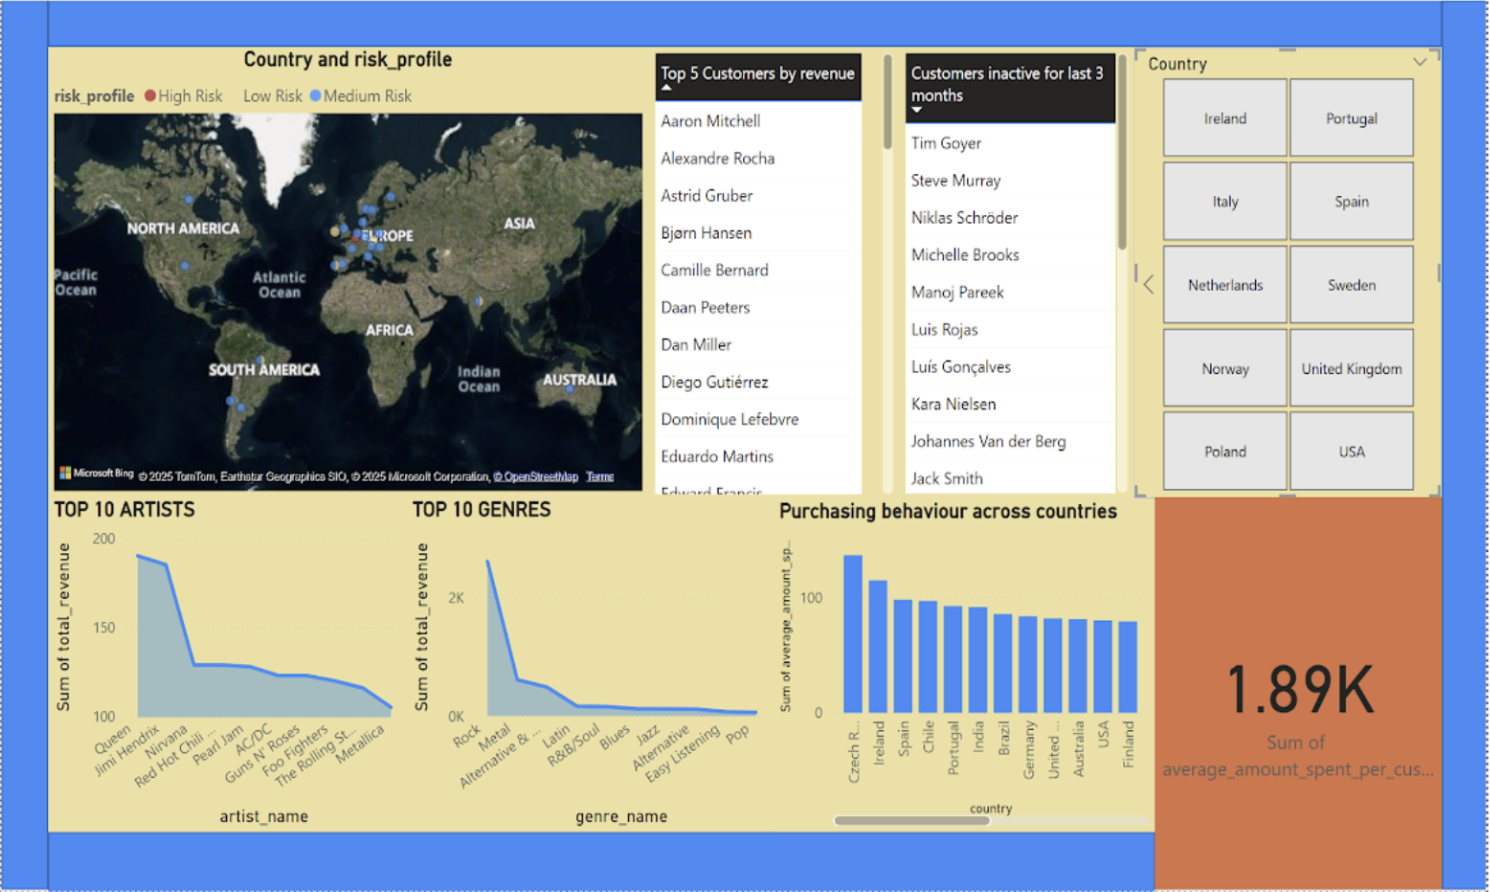 Country and risk_profile
risk_profile High Risk Low Risk Medium Risk
NORTH AMERICA
EUROPE
ASIA
Pacific
Ocean
Atlantic
Ocean
AFRICA
SOUTH AMERICA
Indian
Ocean
AUSTRALIA
Microsoft Bing © 2025 TomTom, Earthstar Geographics SIO, © 2025 Microsoft Corporation, © OpenStreetMap Terms
Top 5 Customers by revenue
Aaron Mitchell
Alexandre Rocha
Astrid Gruber
Bjørn Hansen
Camille Bernard
Daan Peeters
Dan Miller
Diego Gutiérrez
Dominique Lefebvre
Eduardo Martins
Edward Francis
Customers inactive for last 3
months
Tim Goyer
Steve Murray
Niklas Schröder
Michelle Brooks
Manoj Pareek
Luis Rojas
Luís Gonçalves
Kara Nielsen
Johannes Van der Berg
Jack Smith
Country
Ireland
Portugal
Italy
Spain
Netherlands
Sweden
Norway
United Kingdom
Poland
USA
TOP 10 ARTISTS
Sum of total_revenue
200
150
100
Queen
Jimi Hendrix
Nirvana
Red Hot Chili ...
Pearl Jam
AC/DC
Guns N' Roses
Foo Fighters
The Rolling St...
Metallica
artist_name
TOP 10 GENRES
Sum of total_revenue
2K
0K
Rock
Metal
Alternative & ...
Latin
R&B/Soul
Blues
Jazz
Alternative
Easy Listening
Pop
genre_name
Purchasing behaviour across countries
Sum of average_amount_sp...
100
0
Czech R...
Ireland
Spain
Chile
Portugal
India
Brazil
Germany
United ...
Australia
USA
Finland
country
1.89K
Sum of
average_amount_spent_per_cus...